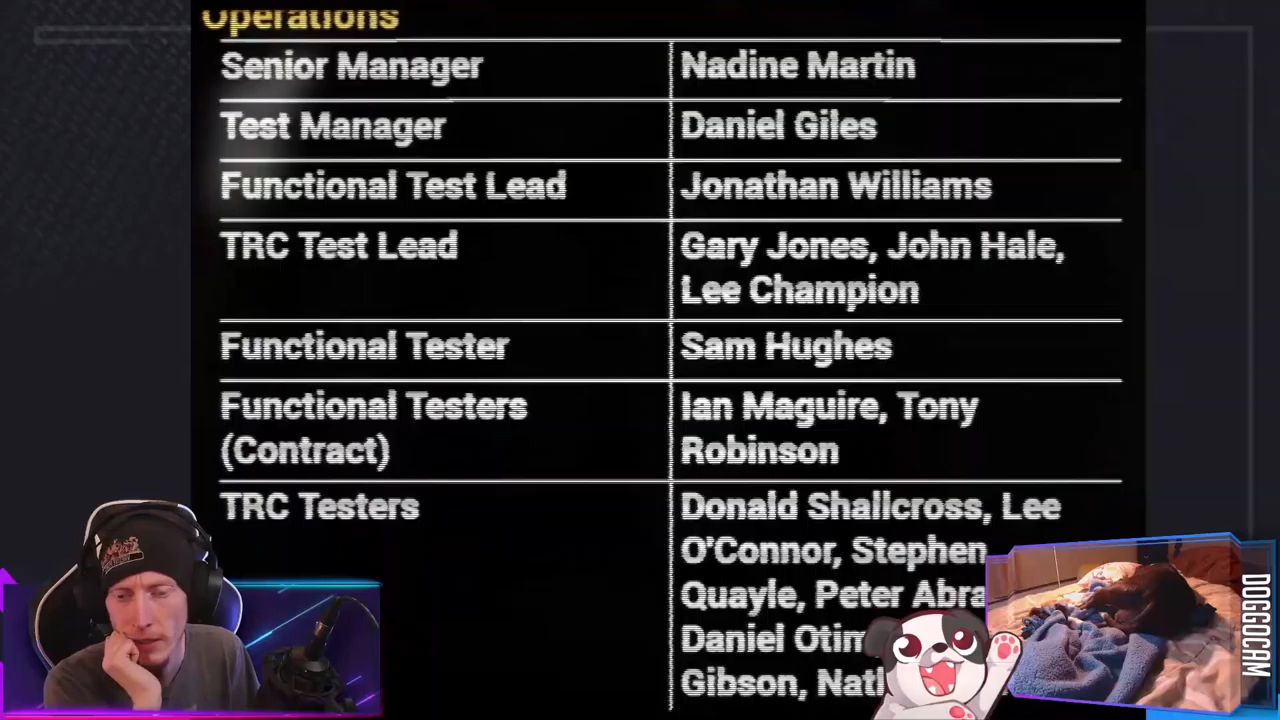 Operations
Senior Manager Nadine Martin
Test Manager Daniel Giles
Functional Test Lead Jonathan Williams
TRC Test Lead Gary Jones, John Hale,
Lee Champion
Functional Tester Sam Hughes
Functional Testers Ian Maguire, Tony
(Contract) Robinson
TRC Testers Donald Shallcross, Lee
O'Connor, Stephen
Quayle, Peter
Daniel
Gibson,
DOGGOCAM